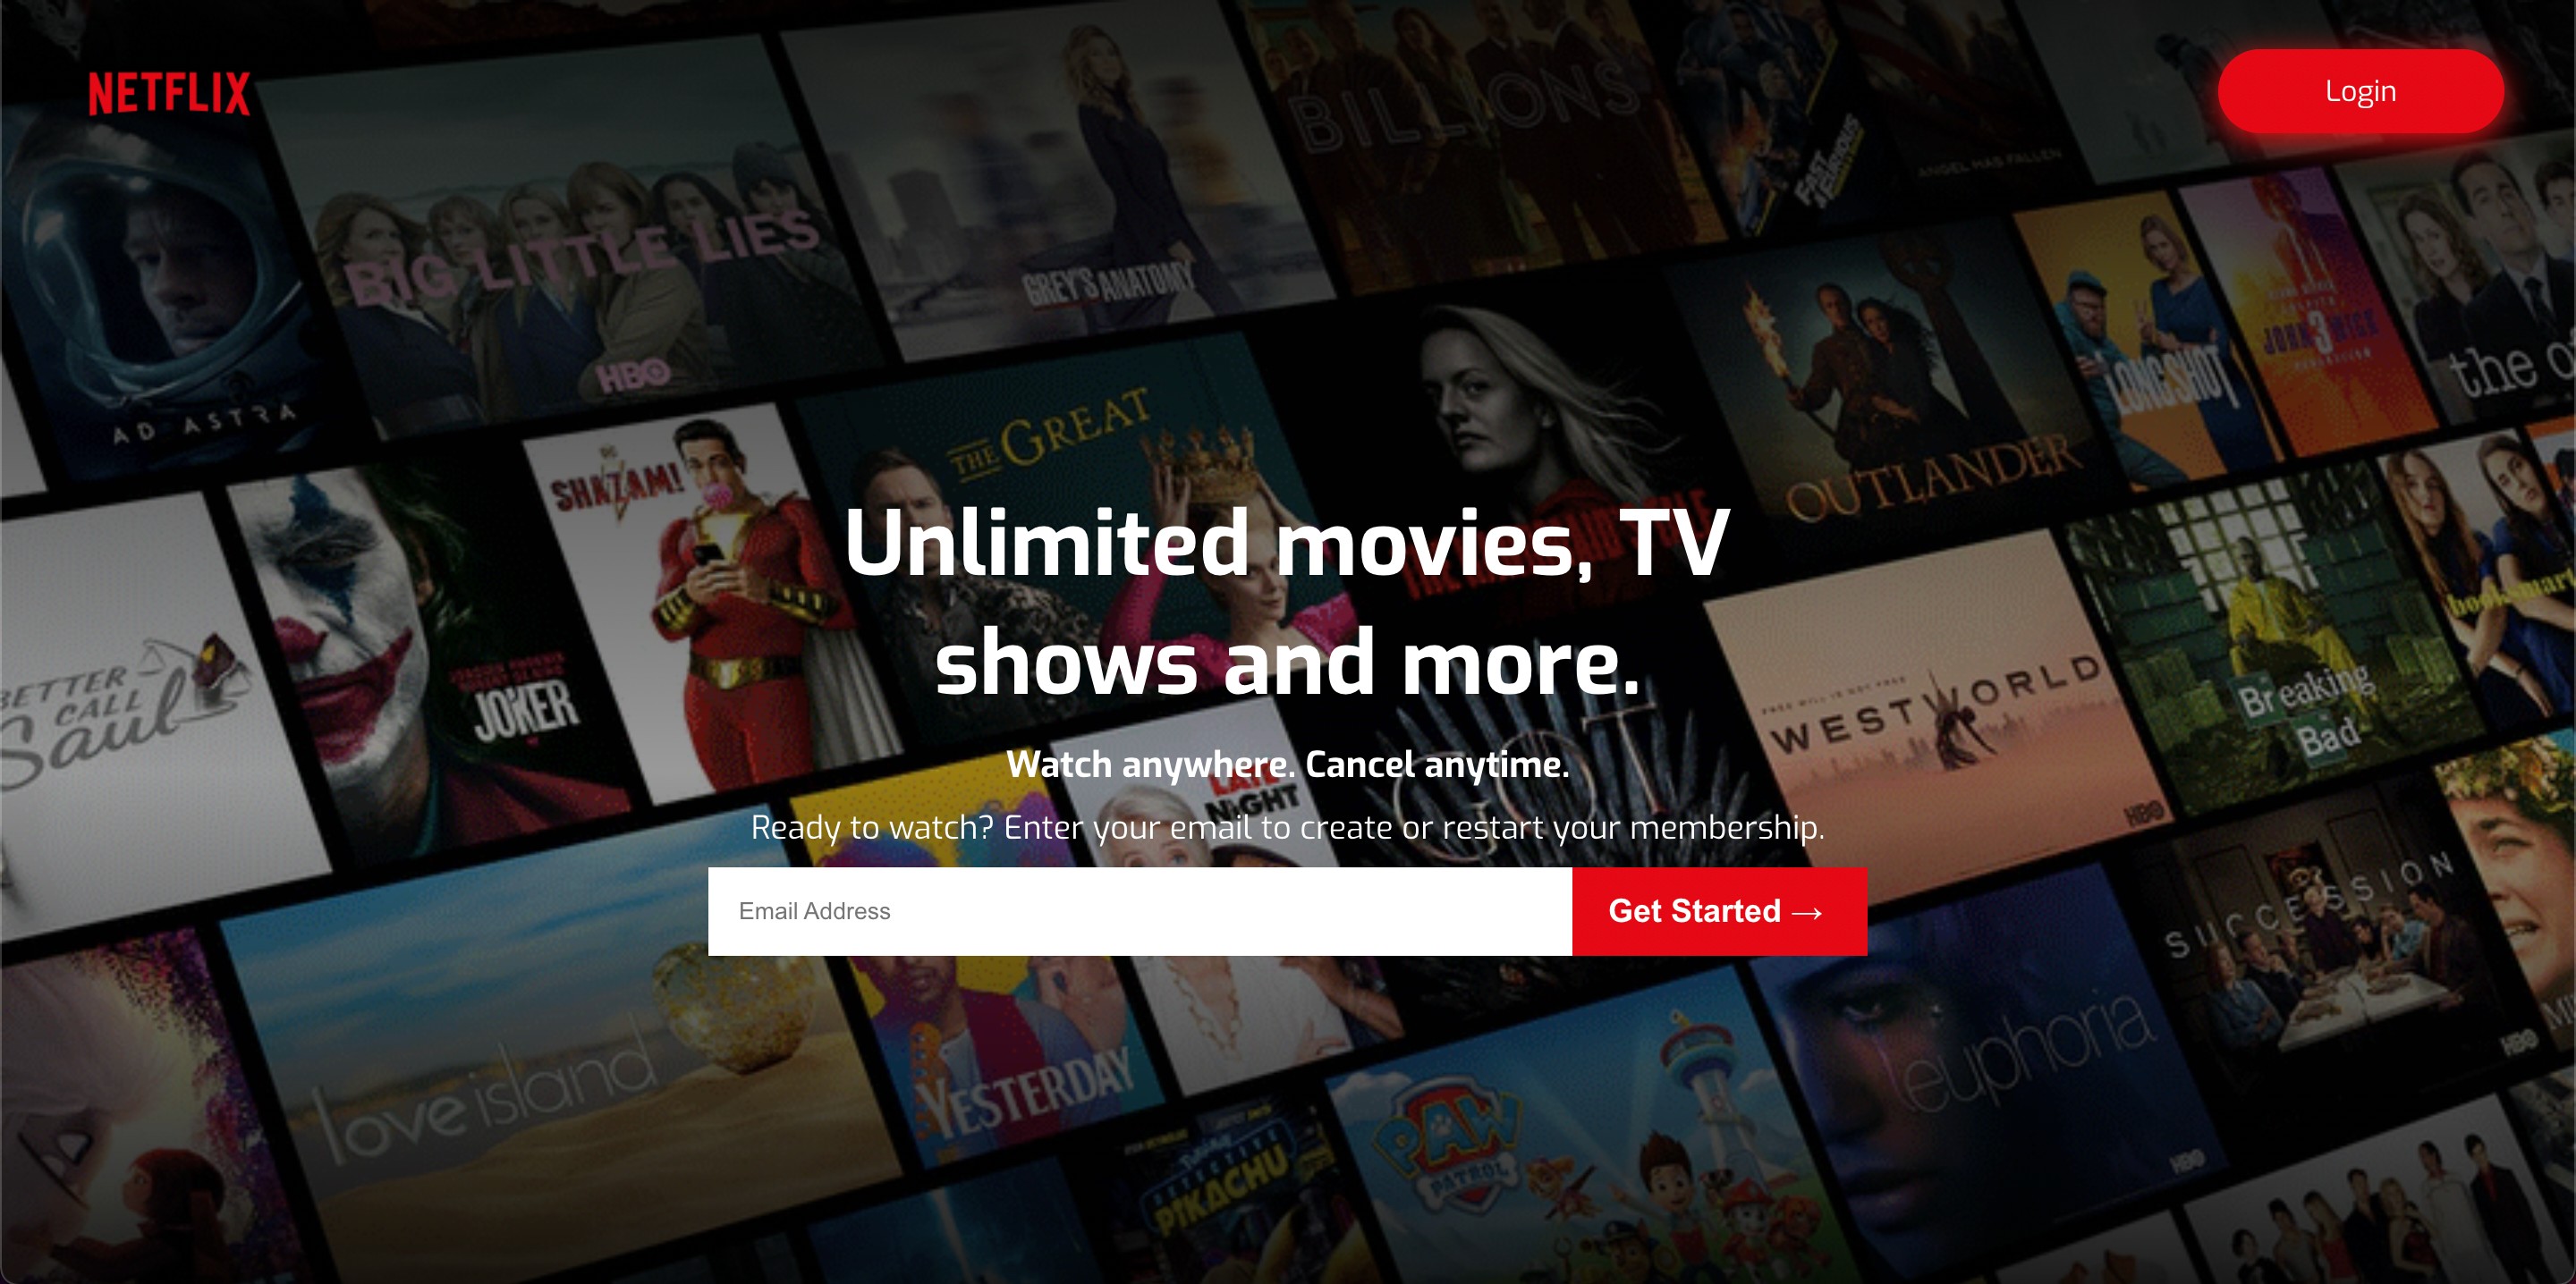 NETFLIX
Login
BILLIONS
FAST & FURIOUS
ANGEL HAS FALLEN
BIG LITTLE LIES
HBO
GREY'S ANATOMY
AD ASTRA
LONG SHOT
JOHN WICK
3
the o
SHAZAM!
THE GREAT
OUTLANDER
Unlimited movies, TV
shows and more.
BETTER
CALL
Saul
JOKER
WESTWORLD
HBO
Breaking
Bad
Watch anywhere. Cancel anytime.
LATE
NIGHT
GOT
Ready to watch? Enter your email to create or restart your membership.
Email Address
Get Started →
SUCCESSION
HBO
love island
YESTERDAY
euphoria
HBO
POKÉMON
DETECTIVE
PIKACHU
PAW
PATROL